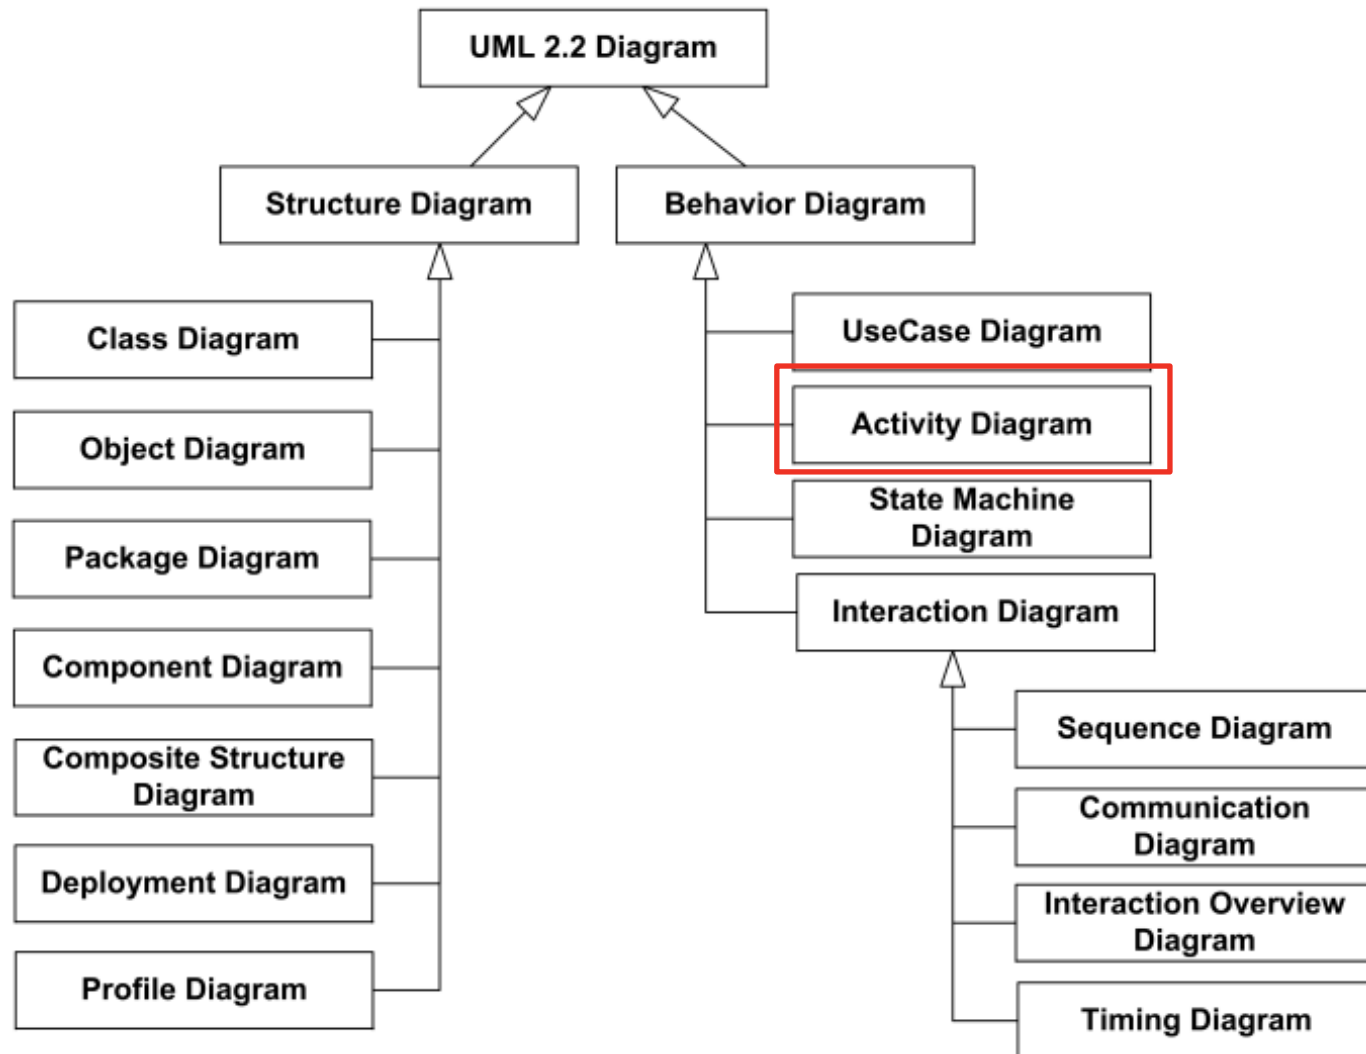 UML 2.2 Diagram
Structure Diagram
Behavior Diagram
Class Diagram
Object Diagram
Package Diagram
Component Diagram
Composite Structure
Diagram
Deployment Diagram
Profile Diagram
UseCase Diagram
Activity Diagram
State Machine
Diagram
Interaction Diagram
Sequence Diagram
Communication
Diagram
Interaction Overview
Diagram
Timing Diagram